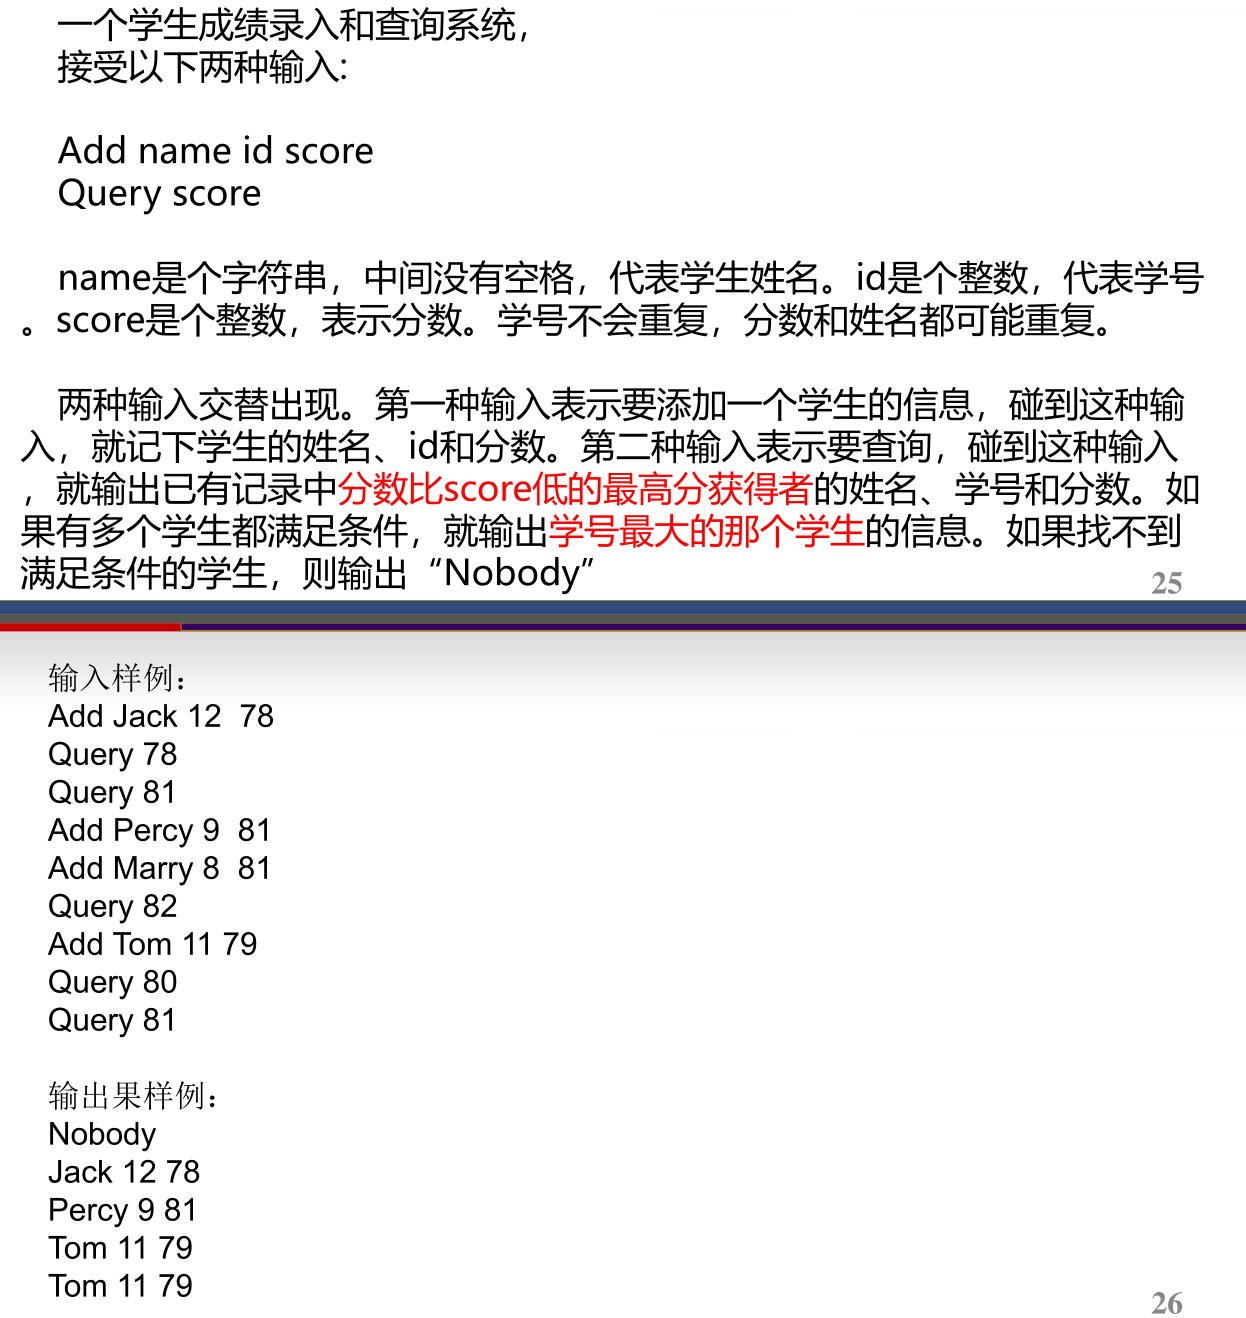 一个学生成绩录入和查询系统，
接受以下两种输入:
Add name id score
Query score
name是个字符串，中间没有空格，代表学生姓名。id是个整数，代表学号
。score是个整数，表示分数。学号不会重复，分数和姓名都可能重复。
两种输入交替出现。第一种输入表示要添加一个学生的信息，碰到这种输
入，就记下学生的姓名、id和分数。第二种输入表示要查询，碰到这种输入
，就输出已有记录中分数比score低的最高分获得者的姓名、学号和分数。如
果有多个学生都满足条件，就输出学号最大的那个学生的信息。如果找不到
满足条件的学生，则输出“Nobody”
25
输入样例：
Add Jack 12  78
Query 78
Query 81
Add Percy 9  81
Add Marry 8  81
Query 82
Add Tom 11 79
Query 80
Query 81
输出果样例：
Nobody
Jack 12 78
Percy 9 81
Tom 11 79
Tom 11 79
26